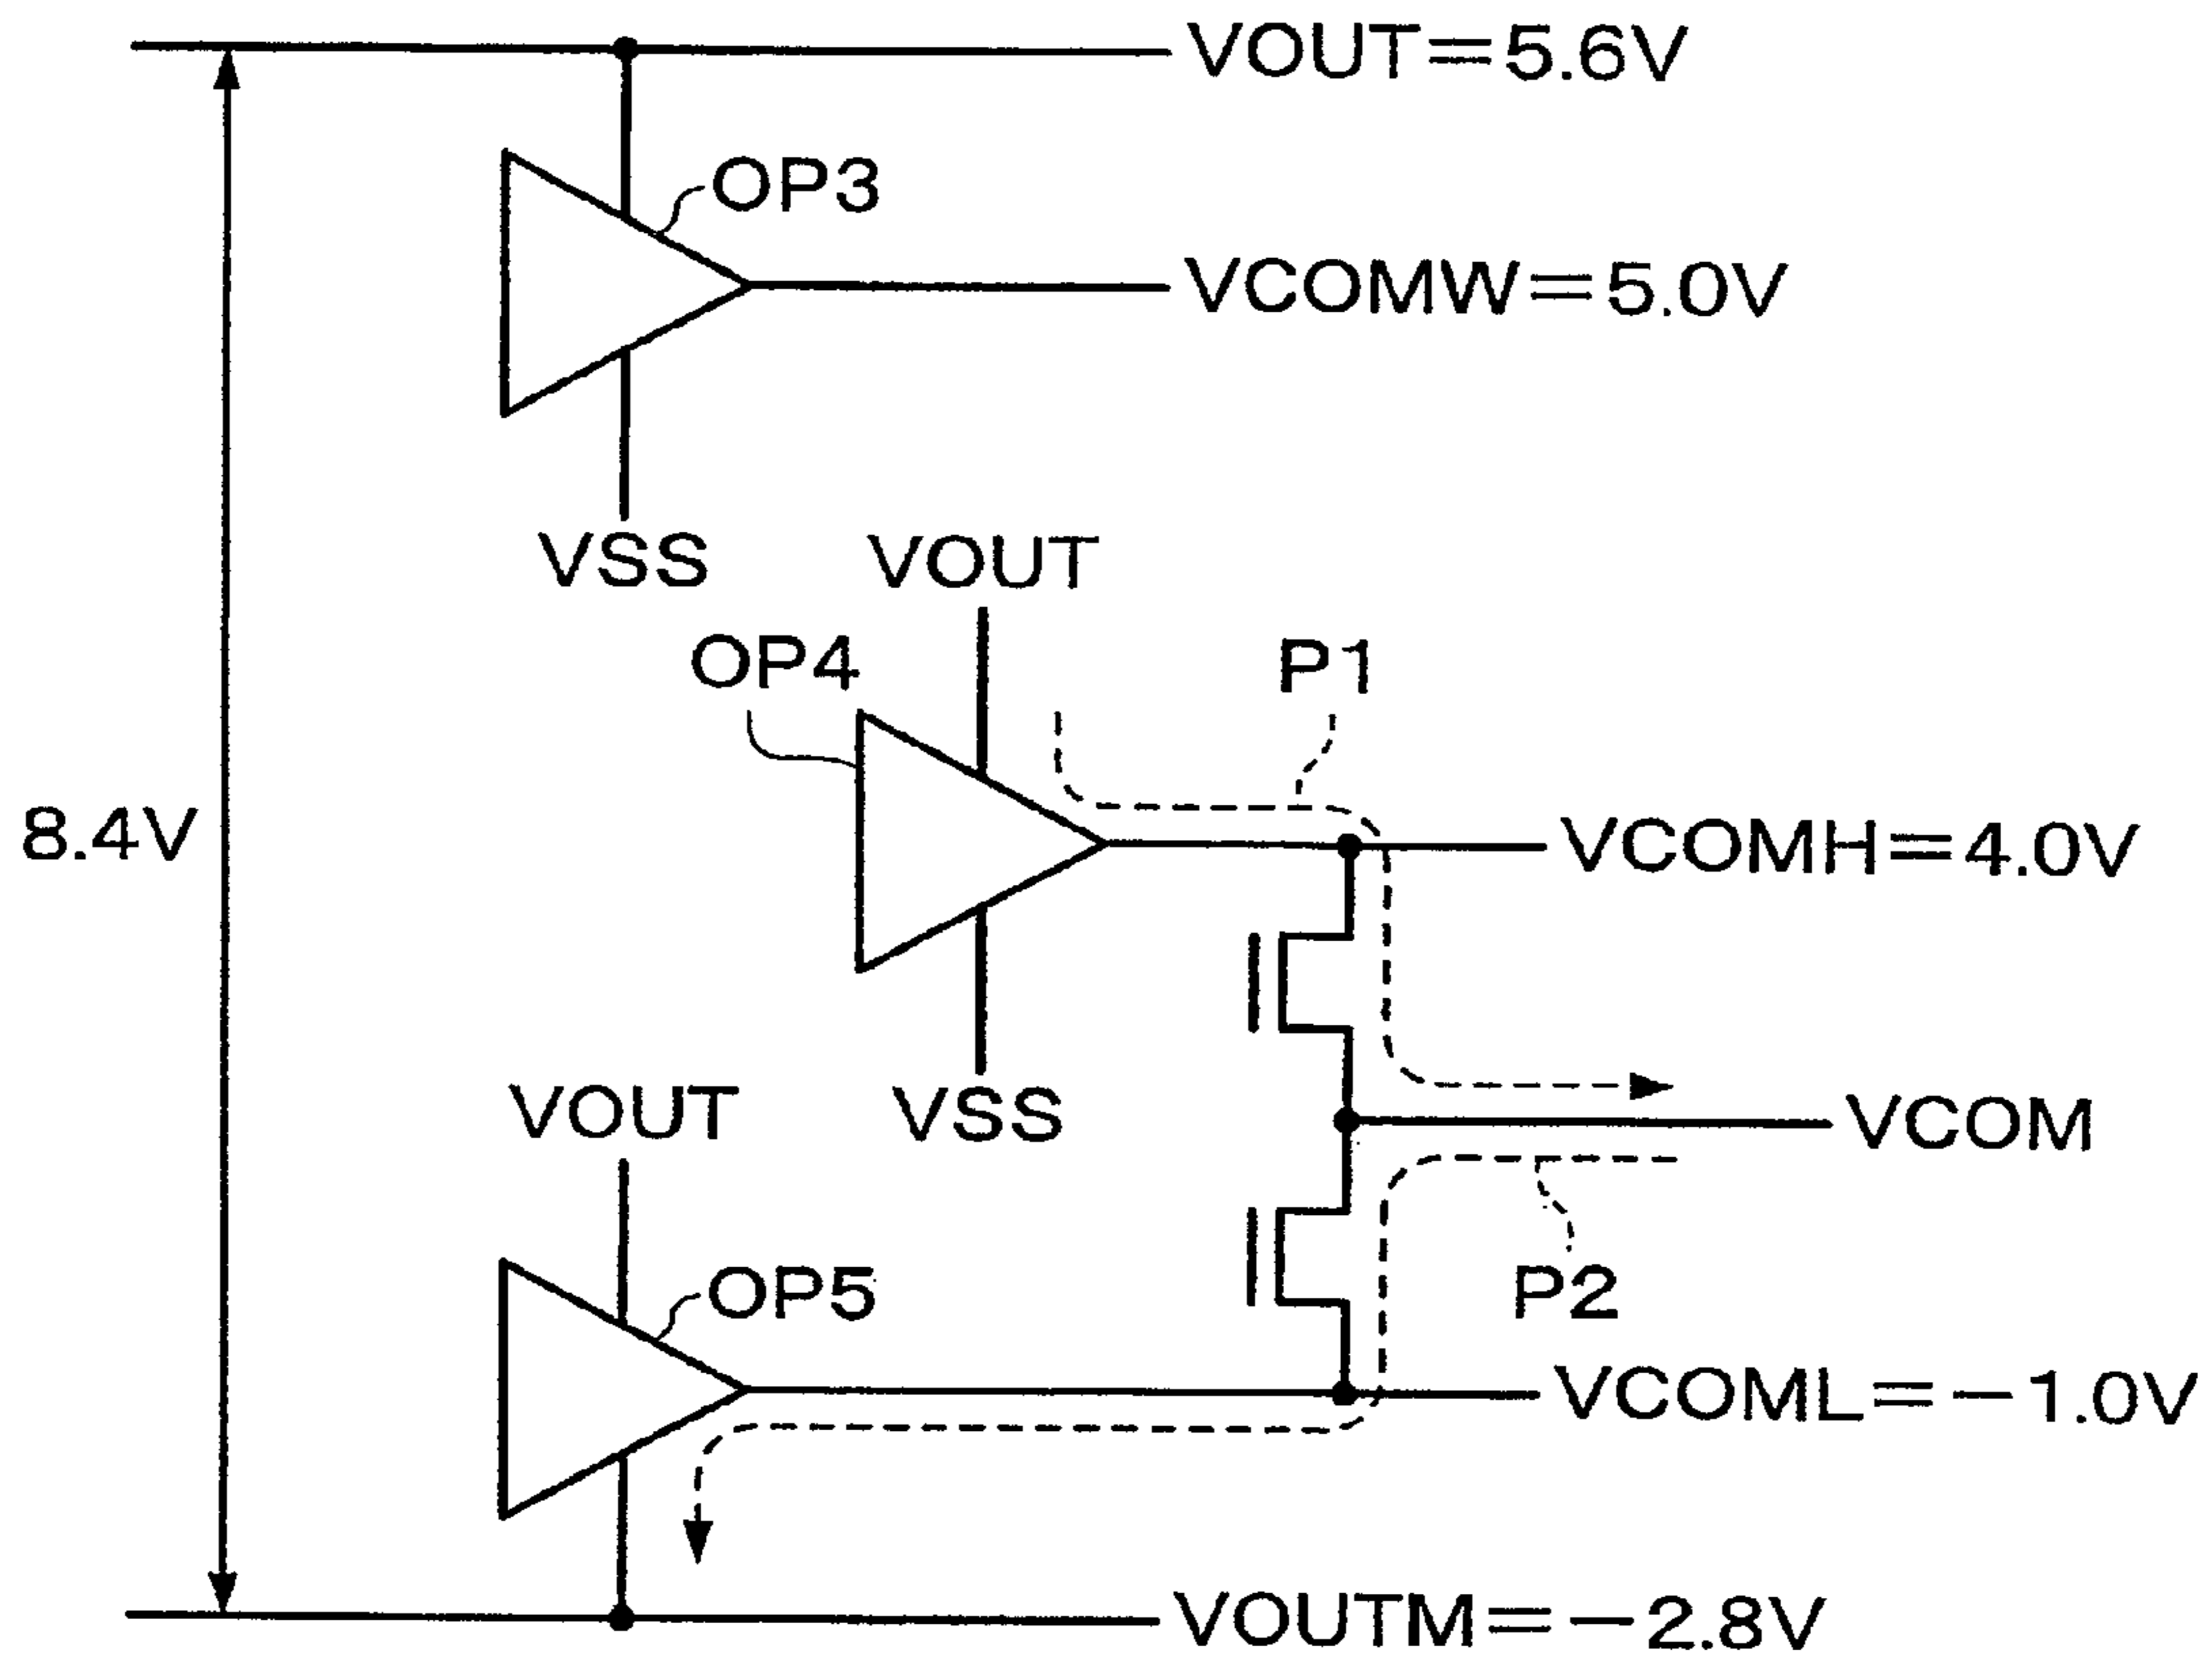 VOUT=5.6V
OP3
VCOMW=5.0V
VSS
VOUT
OP4
P1
8.4V
VCOMH=4.0V
VOUT
VSS
VCOM
OP5
P2
VCOML=-1.0V
VOUTM=-2.8V